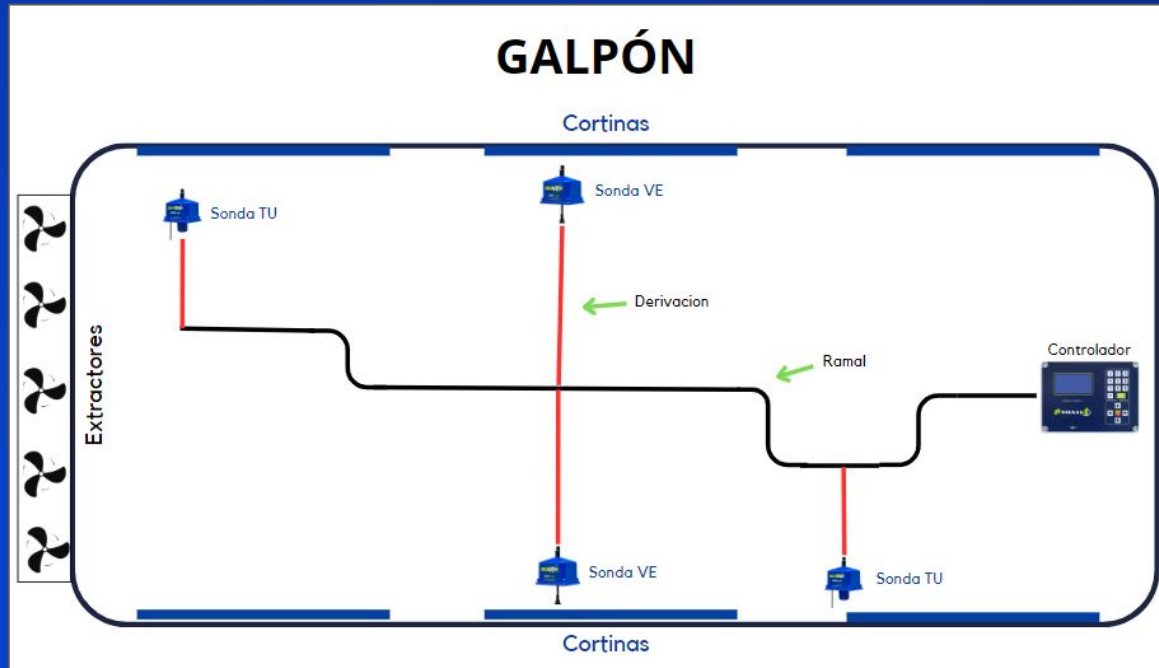 GALPÓN
Cortinas
Sonda VE
Sonda TU
Derivacion
Controlador
Ramal
Extractores
Sonda VE
Sonda TU
Cortinas